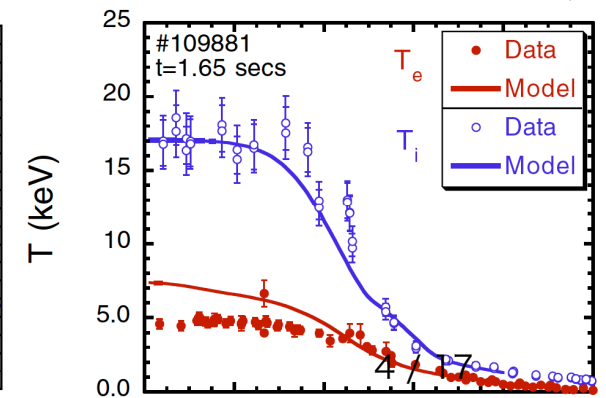 25
20
15
10
5.0
0.0
T (keV)
#109881
t=1.65 secs
Te
Ti
Data
Model
Data
Model
4 / 17